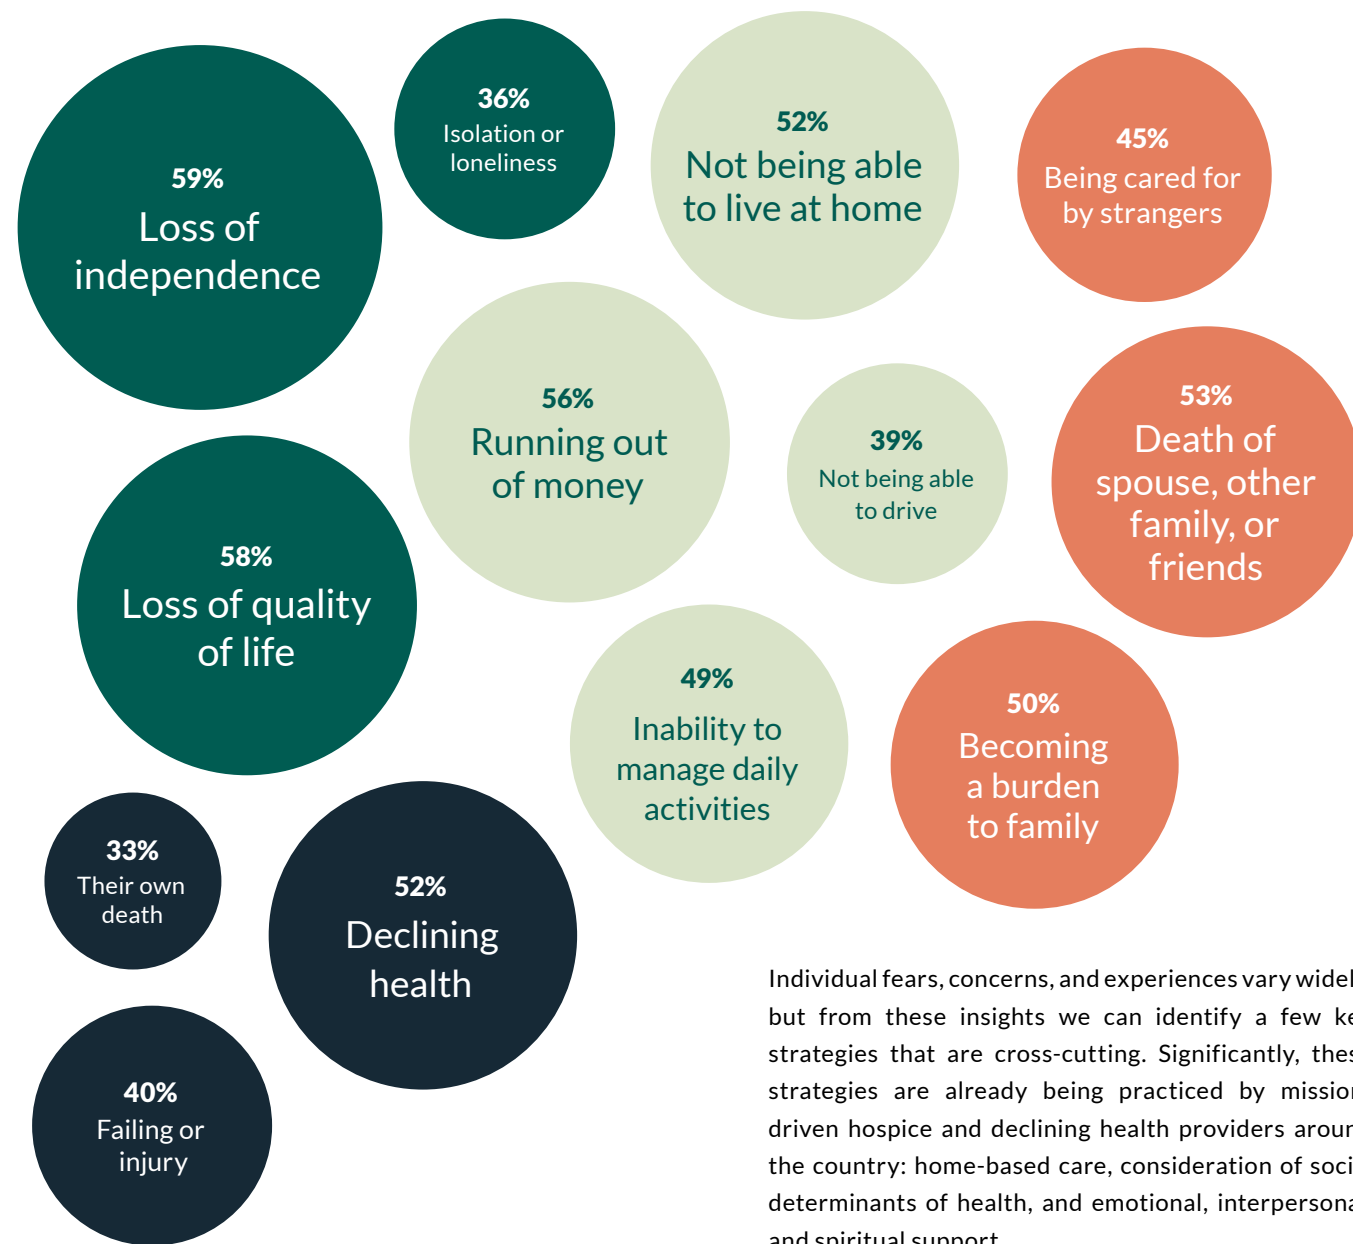 59%
Loss of
independence
36%
Isolation or
loneliness
52%
Not being able
to live at home
45%
Being cared for
by strangers
56%
Running out
of money
39%
Not being able
to drive
53%
Death of
spouse, other
family, or
friends
58%
Loss of quality
of life
49%
Inability to
manage daily
activities
50%
Becoming
a burden
to family
33%
Their own
death
52%
Declining
health
40%
Failing or
injury
Individual fears, concerns, and experiences vary widel
but from these insights we can identify a few ke
strategies that are cross-cutting. Significantly, thes
strategies are already being practiced by mission
driven hospice and declining health providers aroun
the country: home-based care, consideration of soci
determinants of health, and emotional, interpersona
and spiritual support